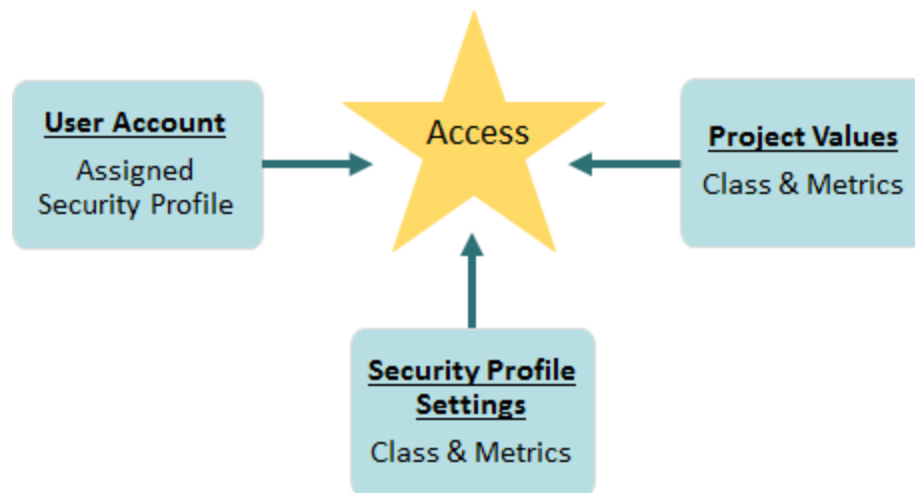 User Account
Assigned
Security Profile
Access
Project Values
Class & Metrics
Security Profile
Settings
Class & Metrics